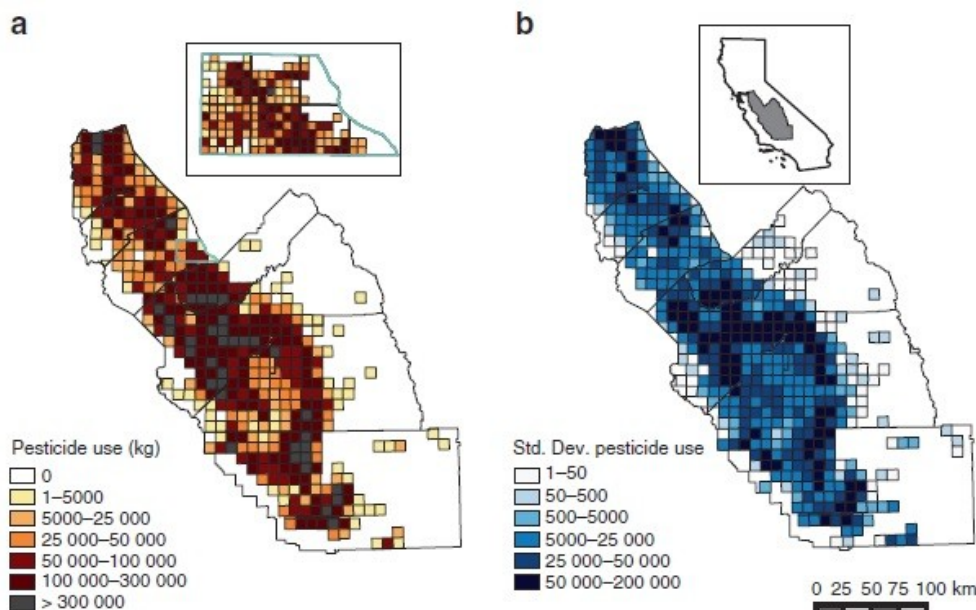 a
b
Pesticide use (kg)
0
1–5000
5000–25 000
25 000–50 000
50 000–100 000
100 000–300 000
> 300 000
Std. Dev. pesticide use
1–50
50–500
500–5000
5000–25 000
25 000–50 000
50 000–200 000
0 25 50 75 100 km